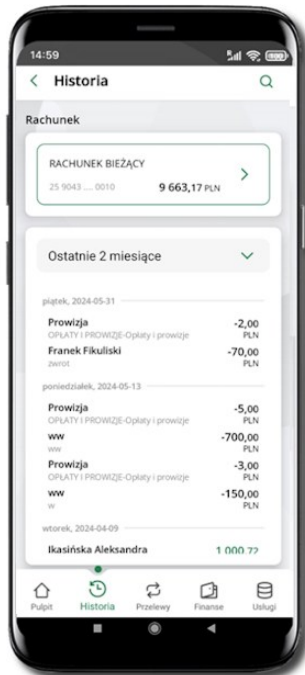 14:59
Historia
Rachunek
RACHUNEK BIEŻĄCY
25 9043 .... 0010 9 663,17 PLN
Ostatnie 2 miesiące
piątek, 2024-05-31
Prowizja -2,00
OPŁATY I PROWIZJE-Opłaty i prowizje PLN
Franek Fikuliski -70,00
zwrot PLN
poniedziałek, 2024-05-13
Prowizja -5,00
OPŁATY I PROWIZJE-Opłaty i prowizje PLN
ww -700,00
ww PLN
Prowizja -3,00
OPŁATY I PROWIZJE-Opłaty i prowizje PLN
ww -150,00
w PLN
wtorek, 2024-04-09
Ikasińska Aleksandra 1 000,72
Pulpit Historia Przelewy Finanse Usługi